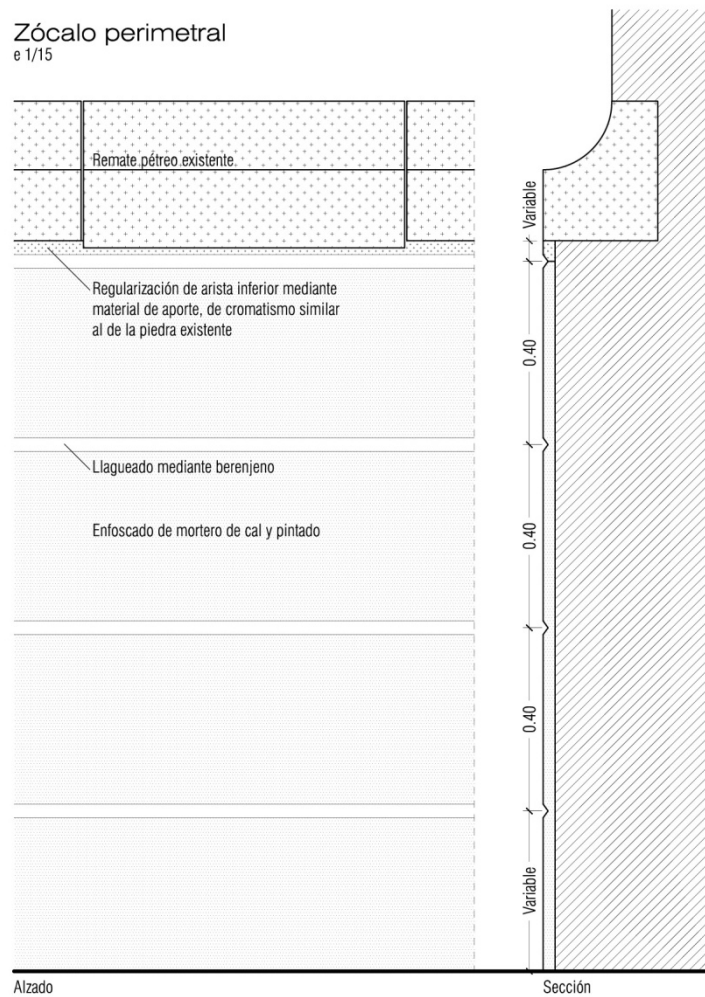 Zócalo perimetral
e 1/15
Remate pétreo existente
Variable
Regularización de arista inferior mediante
material de aporte, de cromatismo similar
al de la piedra existente
0.40
Llagueado mediante berenjeno
Enfoscado de mortero de cal y pintado
0.40
0.40
Variable
Alzado
Sección